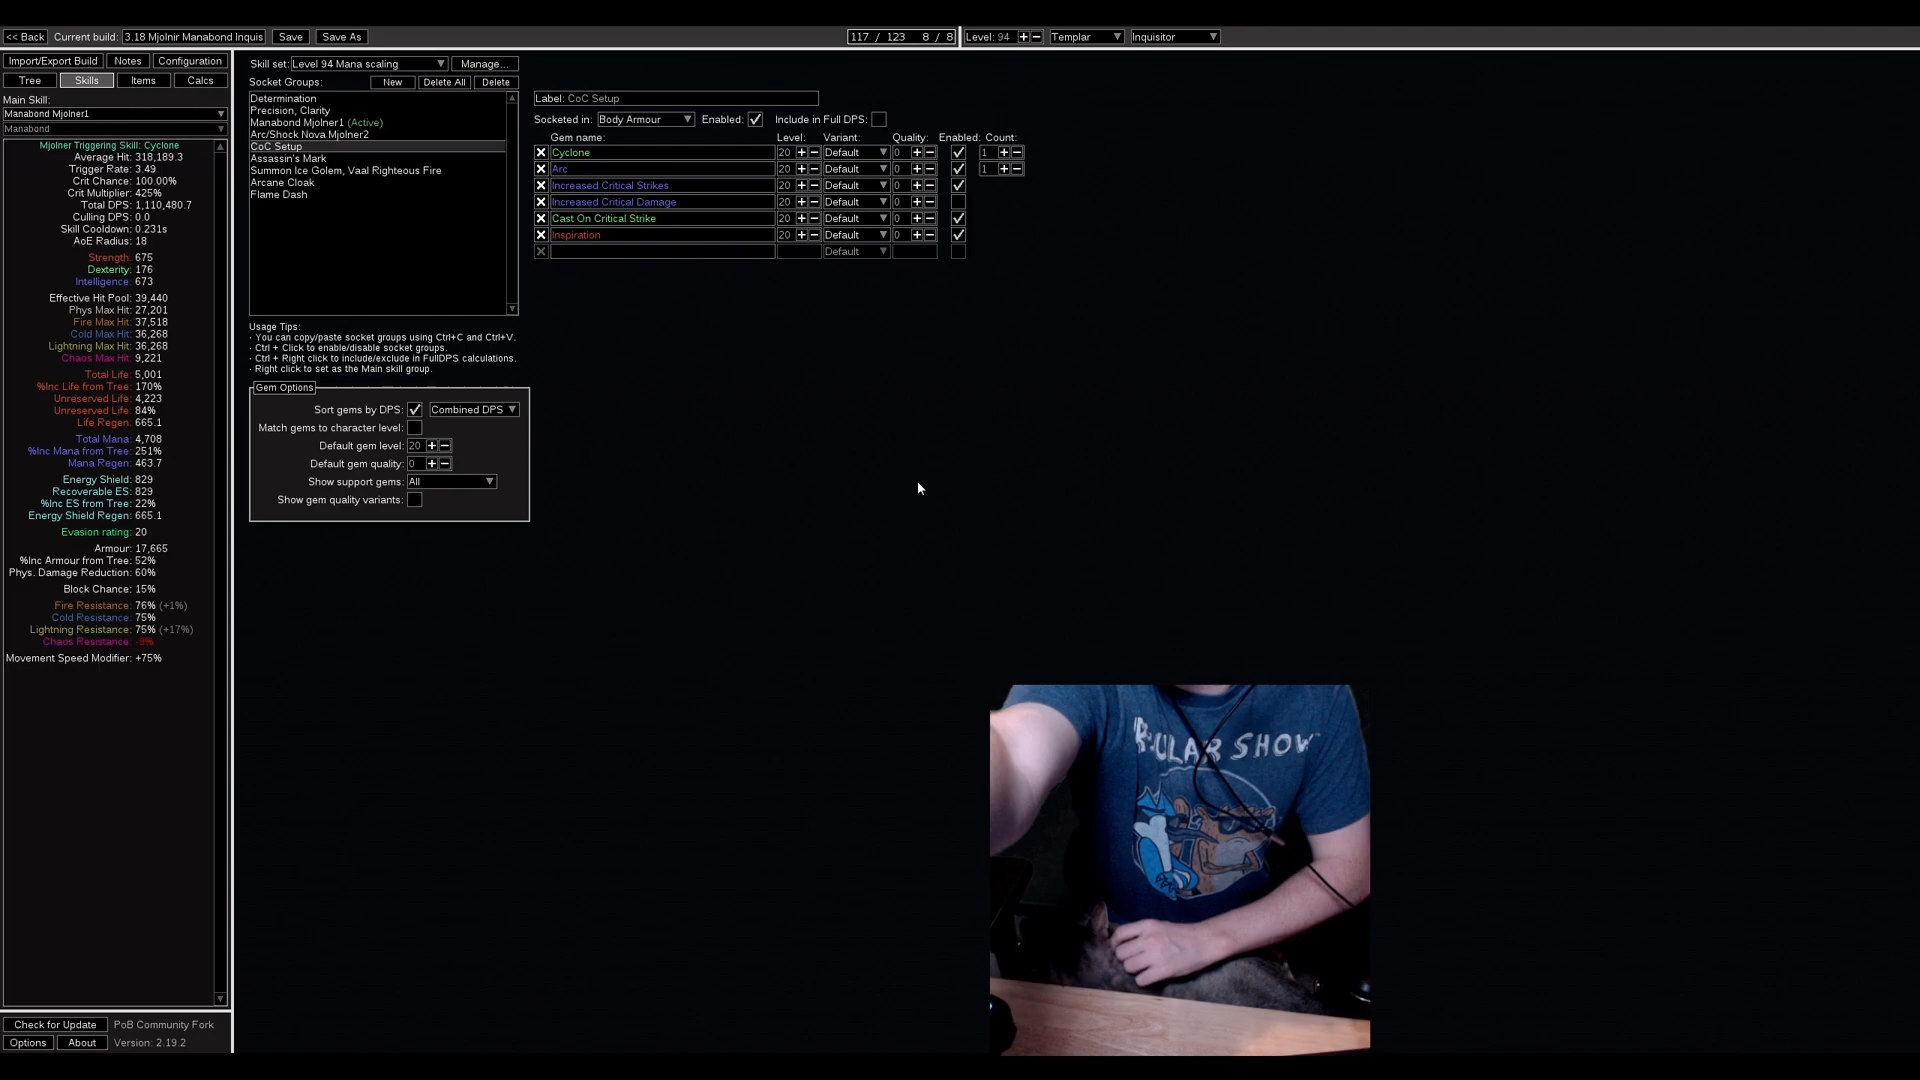 << Back
Current build:
3.18 Mjolnir Manabond Inquis
Save
Save As
117 / 123 8 / 8
Level: 94
Templar
Inquisitor
Import/Export Build
Notes
Configuration
Tree
Skills
Items
Calcs
Main Skill:
Manabond Mjolner1
Manabond
Mjolner Triggering Skill: Cyclone
Average Hit: 318,189.3
Trigger Rate: 3.49
Crit Chance: 100.00%
Crit Multiplier: 425%
Total DPS: 1,110,480.7
Culling DPS: 0.0
Skill Cooldown: 0.231s
AoE Radius: 18
Strength: 675
Dexterity: 176
Intelligence: 673
Effective Hit Pool: 39,440
Phys Max Hit: 27,201
Fire Max Hit: 37,518
Cold Max Hit: 36,268
Lightning Max Hit: 36,268
Chaos Max Hit: 9,221
Total Life: 5,001
%Inc Life from Tree: 170%
Unreserved Life: 4,223
Unreserved Life: 84%
Life Regen: 665.1
Total Mana: 4,708
%Inc Mana from Tree: 251%
Mana Regen: 463.7
Energy Shield: 829
Recoverable ES: 829
%Inc ES from Tree: 22%
Energy Shield Regen: 665.1
Evasion rating: 20
Armour: 17,665
%Inc Armour from Tree: 52%
Phys. Damage Reduction: 60%
Block Chance: 15%
Fire Resistance: 76% (+1%)
Cold Resistance: 75%
Lightning Resistance: 75% (+17%)
Chaos Resistance: -9%
Movement Speed Modifier: +75%
Check for Update
PoB Community Fork
Options
About
Version: 2.19.2
Skill set:
Level 94 Mana scaling
Manage...
Socket Groups:
New
Delete All
Delete
Determination
Precision, Clarity
Manabond Mjolner1 (Active)
Arc/Shock Nova Mjolner2
CoC Setup
Assassin's Mark
Summon Ice Golem, Vaal Righteous Fire
Arcane Cloak
Flame Dash
Usage Tips:
- You can copy/paste socket groups using Ctrl+C and Ctrl+V.
- Ctrl + Click to enable/disable socket groups.
- Ctrl + Right click to include/exclude in FullDPS calculations.
- Right click to set as the Main skill group.
Gem Options
Sort gems by DPS:
Combined DPS
Match gems to character level:
Default gem level: 20
Default gem quality: 0
Show support gems: All
Show gem quality variants:
Label: CoC Setup
Socketed in: Body Armour
Enabled:
Include in Full DPS:
Gem name: Level: Variant: Quality: Enabled: Count:
Cyclone 20 Default 0 1
Arc 20 Default 0 1
Increased Critical Strikes 20 Default 0
Increased Critical Damage 20 Default 0
Cast On Critical Strike 20 Default 0
Inspiration 20 Default 0
Default
SHOW